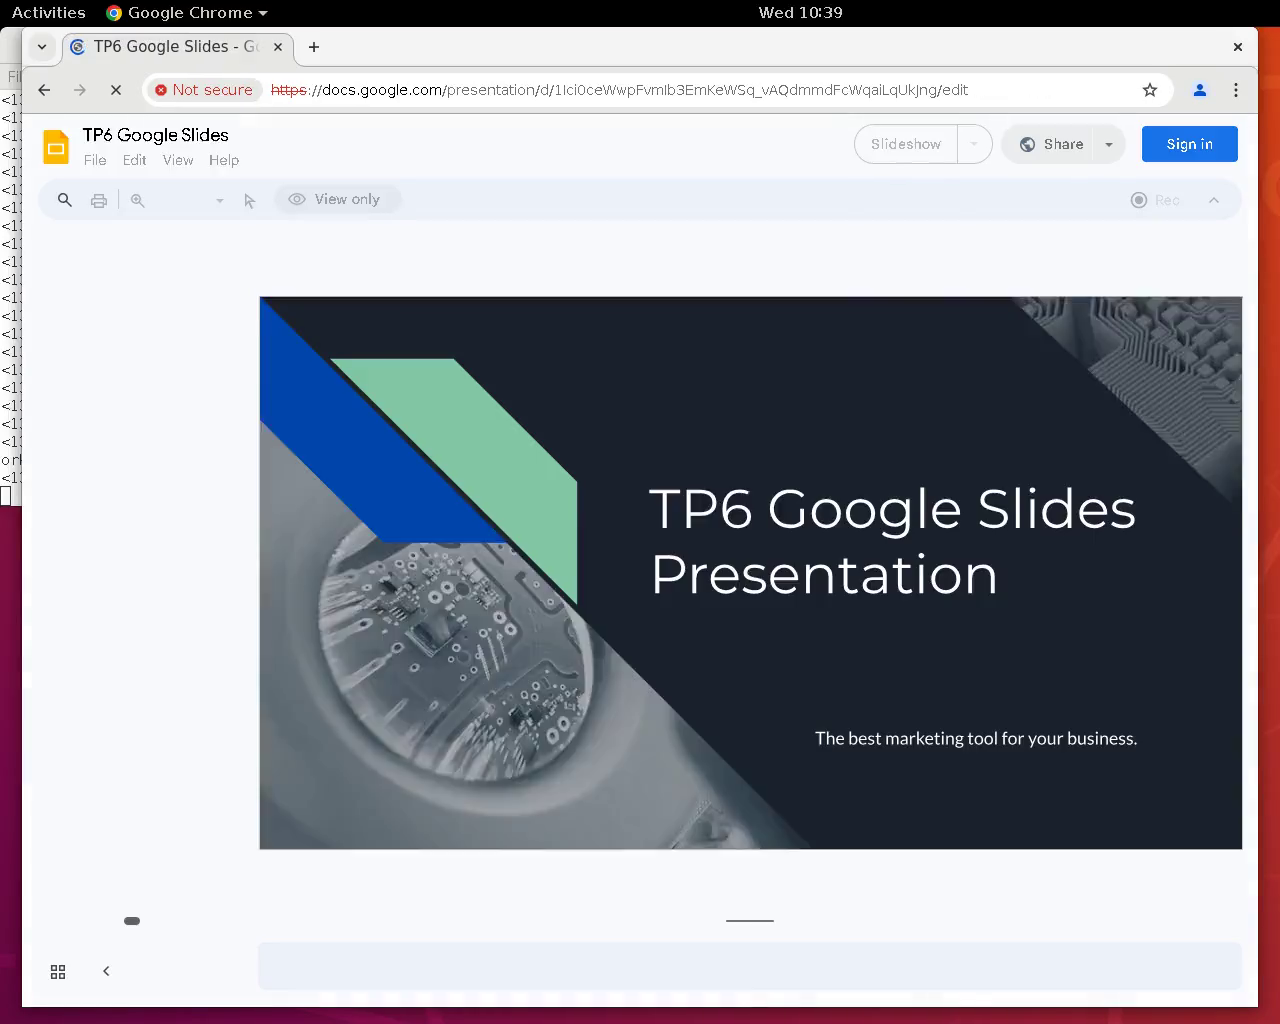 Activities
Google Chrome
Wed 10:39
TP6 Google Slides - Go
Not secure
https://docs.google.com/presentation/d/1Ici0ceWwpFvmIb3EmKeWSq_vAQdmmdFcWqaiLqUkJng/edit
TP6 Google Slides
File Edit View Help
Slideshow
Share
Sign in
View only
Rec
TP6 Google Slides
Presentation
The best marketing tool for your business.